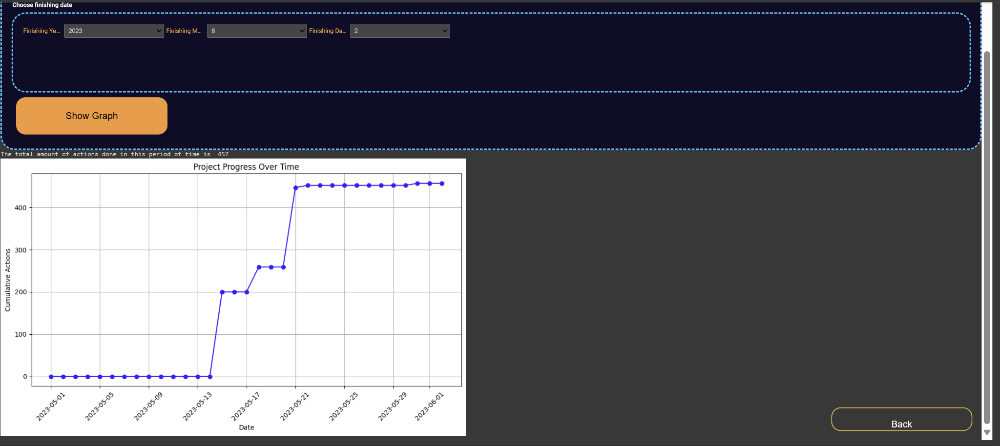 Choose finishing date
Finishing Ye... 2023 Finishing M... 6 Finishing Da... 2
Show Graph
The total amount of actions done in this period of time is 457
Project Progress Over Time
400
300
200
100
0
Cumulative Actions
2023-05-01 2023-05-05 2023-05-09 2023-05-13 2023-05-17 2023-05-21 2023-05-25 2023-05-29 2023-06-01
Date
Back